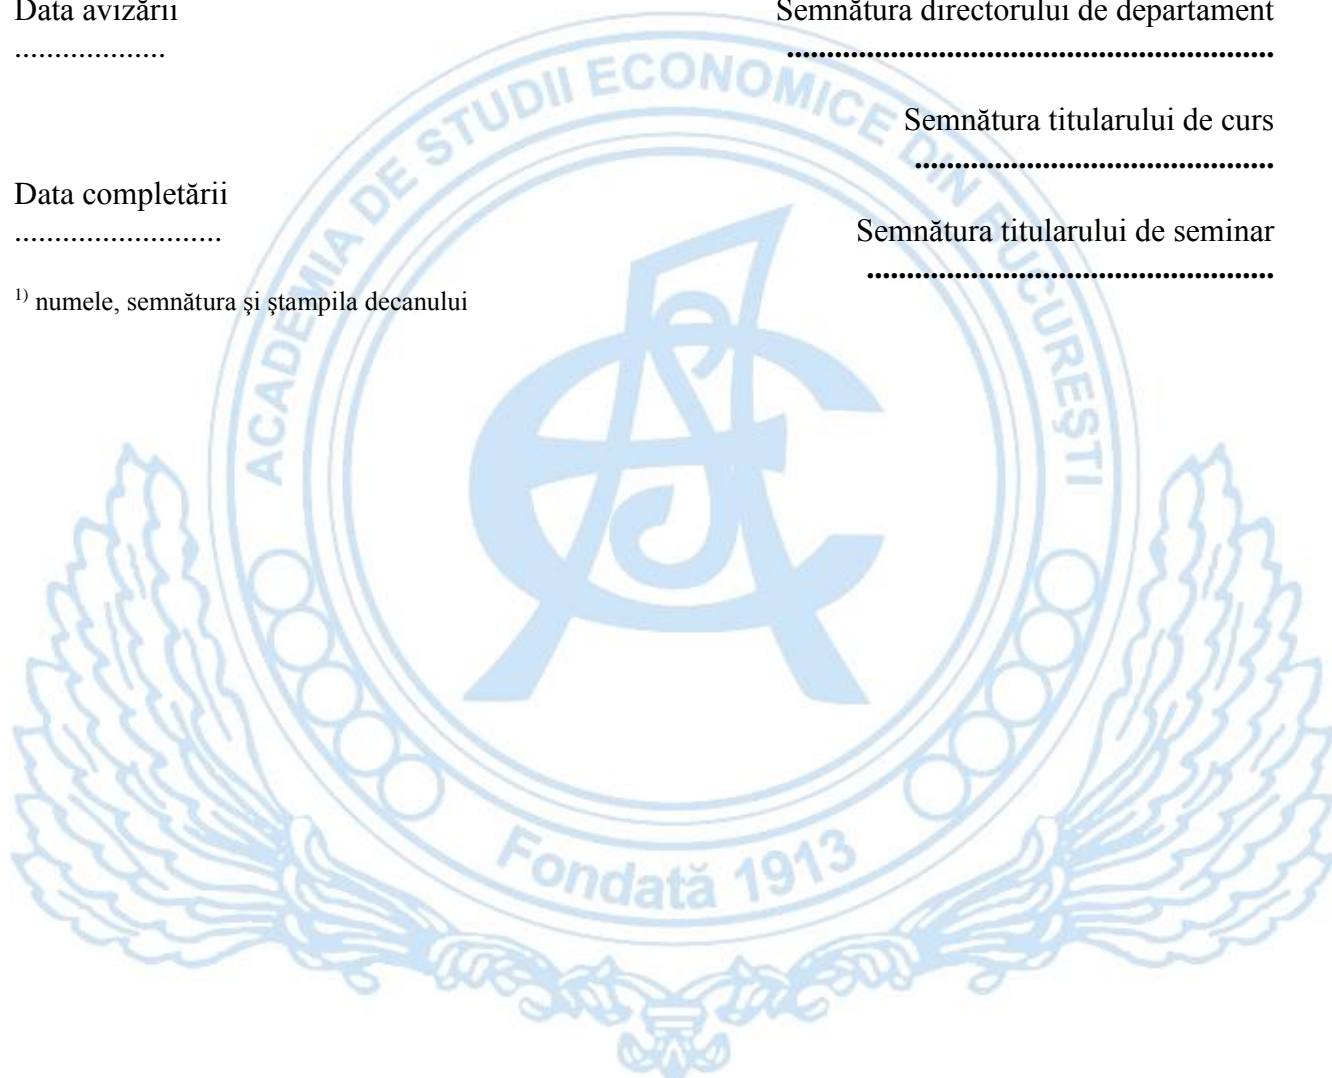 Data avizării
Semnătura directorului de departament
...................
.............................................................
Semnătura titularului de curs
.............................................
Data completării
..........................
Semnătura titularului de seminar
...................................................
1) numele, semnătura şi ştampila decanului
ACADEMIA DE STUDII ECONOMICE DIN BUCUREŞTI
Fondată 1913